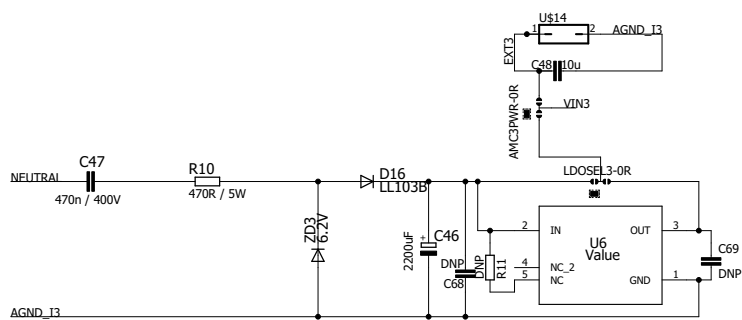 U$14
1
2
AGND_I3
EXT3
C48
10u
VIN3
AMC3PWR-0R
C47
R10
D16
LL103B
LDOSEL3-0R
NEUTRAL
470n / 400V
470R / 5W
ZD3
6.2V
2200uF
+
C46
DNP
C68
DNP
R11
2
IN
OUT
3
U6
Value
4
NC_2
5
NC
GND
1
C69
DNP
AGND_I3